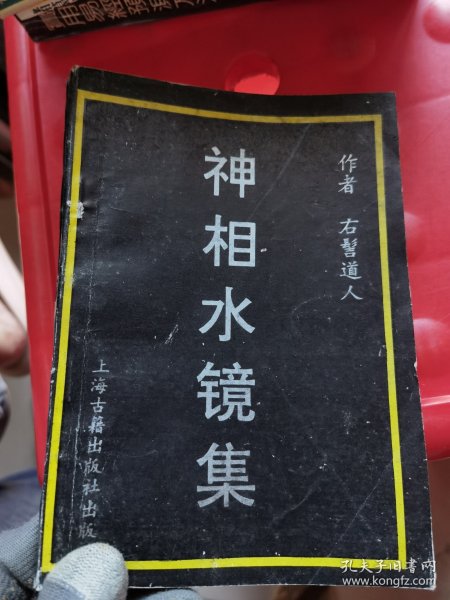 作者 右髻道人
神相水镜集
上海古籍出版社出版
孔夫子旧书网
www.kongfz.com